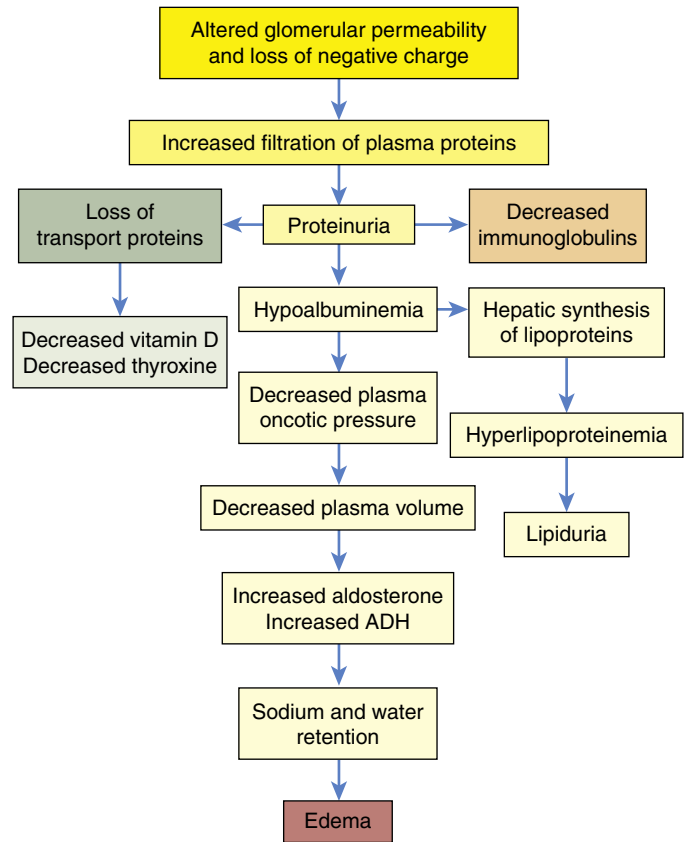 Altered glomerular permeability
and loss of negative charge
Increased filtration of plasma proteins
Loss of
transport proteins
Proteinuria
Decreased
immunoglobulins
Decreased vitamin D
Decreased thyroxine
Hypoalbuminemia
Hepatic synthesis
of lipoproteins
Decreased plasma
oncotic pressure
Hyperlipoproteinemia
Decreased plasma volume
Lipiduria
Increased aldosterone
Increased ADH
Sodium and water
retention
Edema